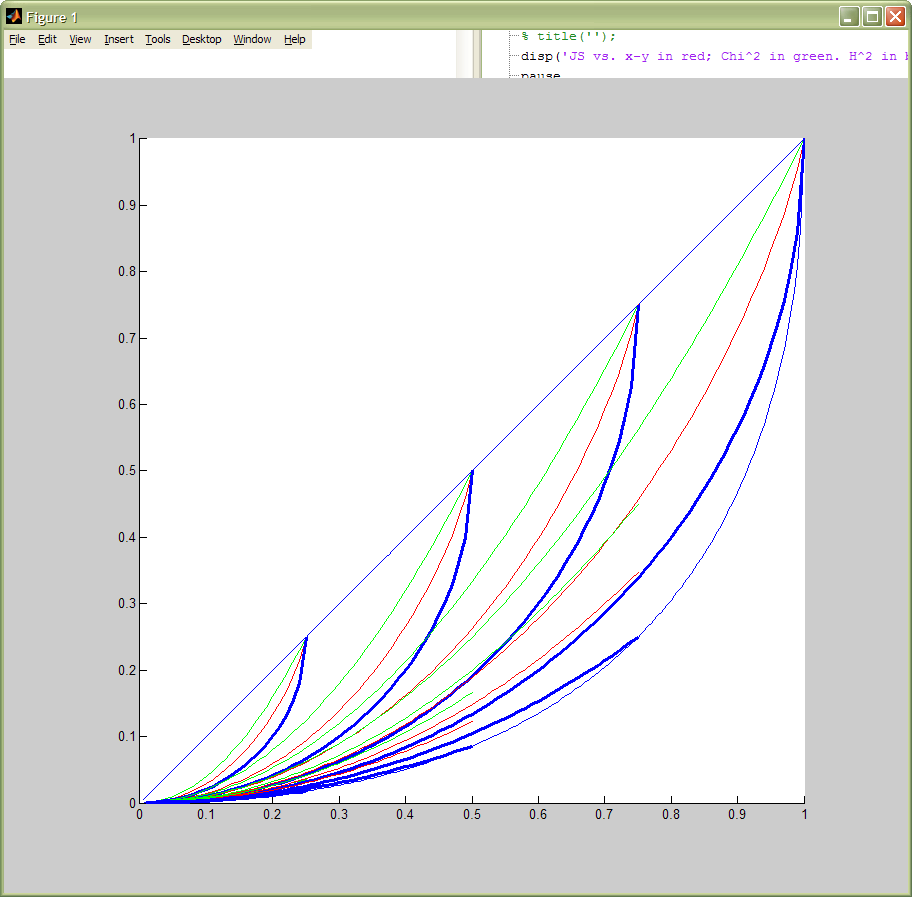 Figure 1
File Edit View Insert Tools Desktop Window Help
% title('');
disp('JS vs. x-y in red; Chi^2 in green. H^2 in
pause
1
0.9
0.8
0.7
0.6
0.5
0.4
0.3
0.2
0.1
0
0 0.1 0.2 0.3 0.4 0.5 0.6 0.7 0.8 0.9 1